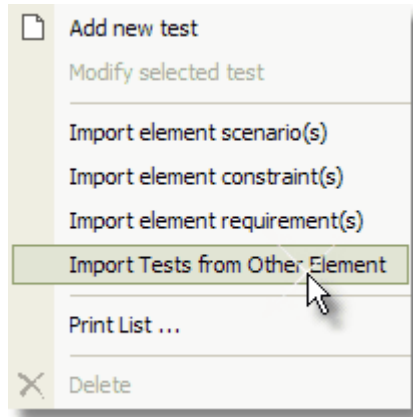 Add new test
Modify selected test
Import element scenario(s)
Import element constraint(s)
Import element requirement(s)
Import Tests from Other Element
Print List ...
Delete